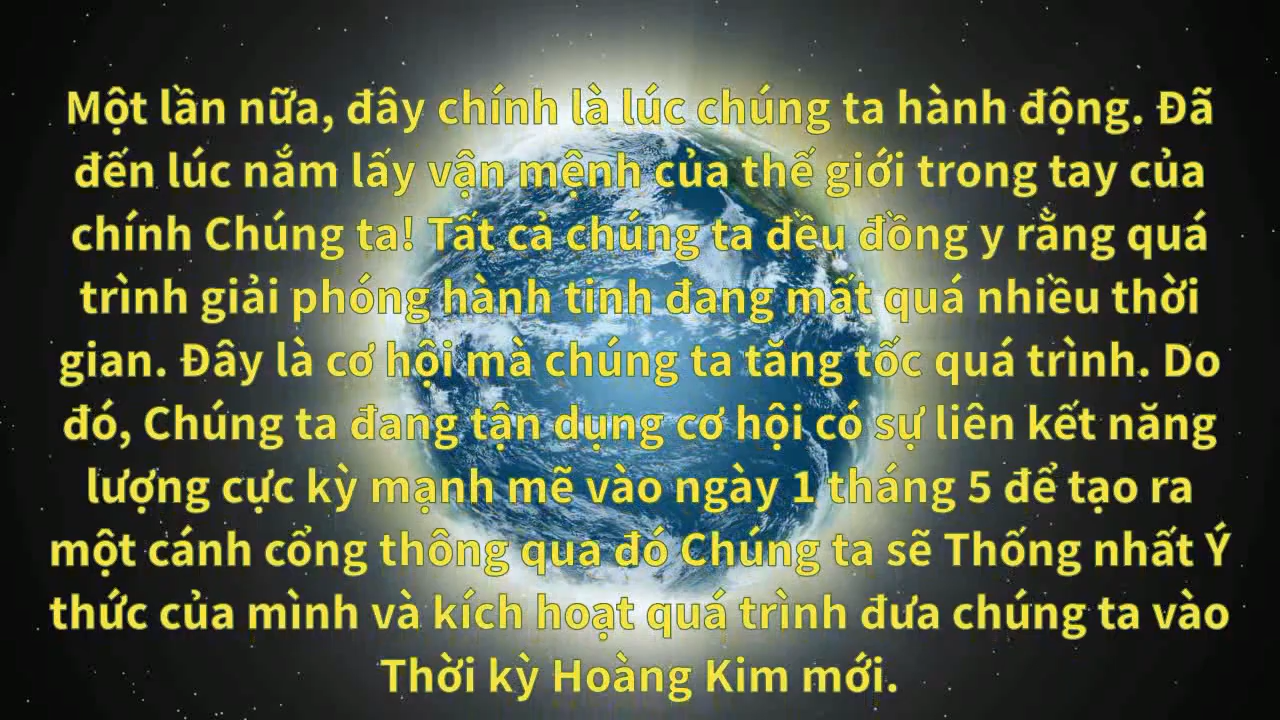 Một lần nữa, đây chính là lúc chúng ta hành động. Đã
đến lúc nắm lấy vận mệnh của thế giới trong tay của
chính Chúng ta! Tất cả chúng ta đều đồng y rằng quá
trình giải phóng hành tinh đang mất quá nhiều thời
gian. Đây là cơ hội mà chúng ta tăng tốc quá trình. Do
đó, Chúng ta đang tận dụng cơ hội có sự liên kết năng
lượng cực kỳ mạnh mẽ vào ngày 1 tháng 5 để tạo ra
một cánh cổng thông qua đó Chúng ta sẽ Thống nhất Ý
thức của mình và kích hoạt quá trình đưa chúng ta vào
Thời kỳ Hoàng Kim mới.